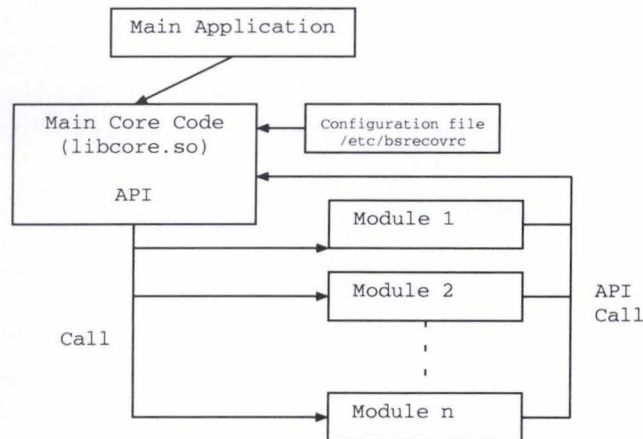 Main Application
Main Core Code
(libcore.so)
API
Configuration file
/etc/bsrecovrc
Module 1
Module 2
API
Call
Call
Module n